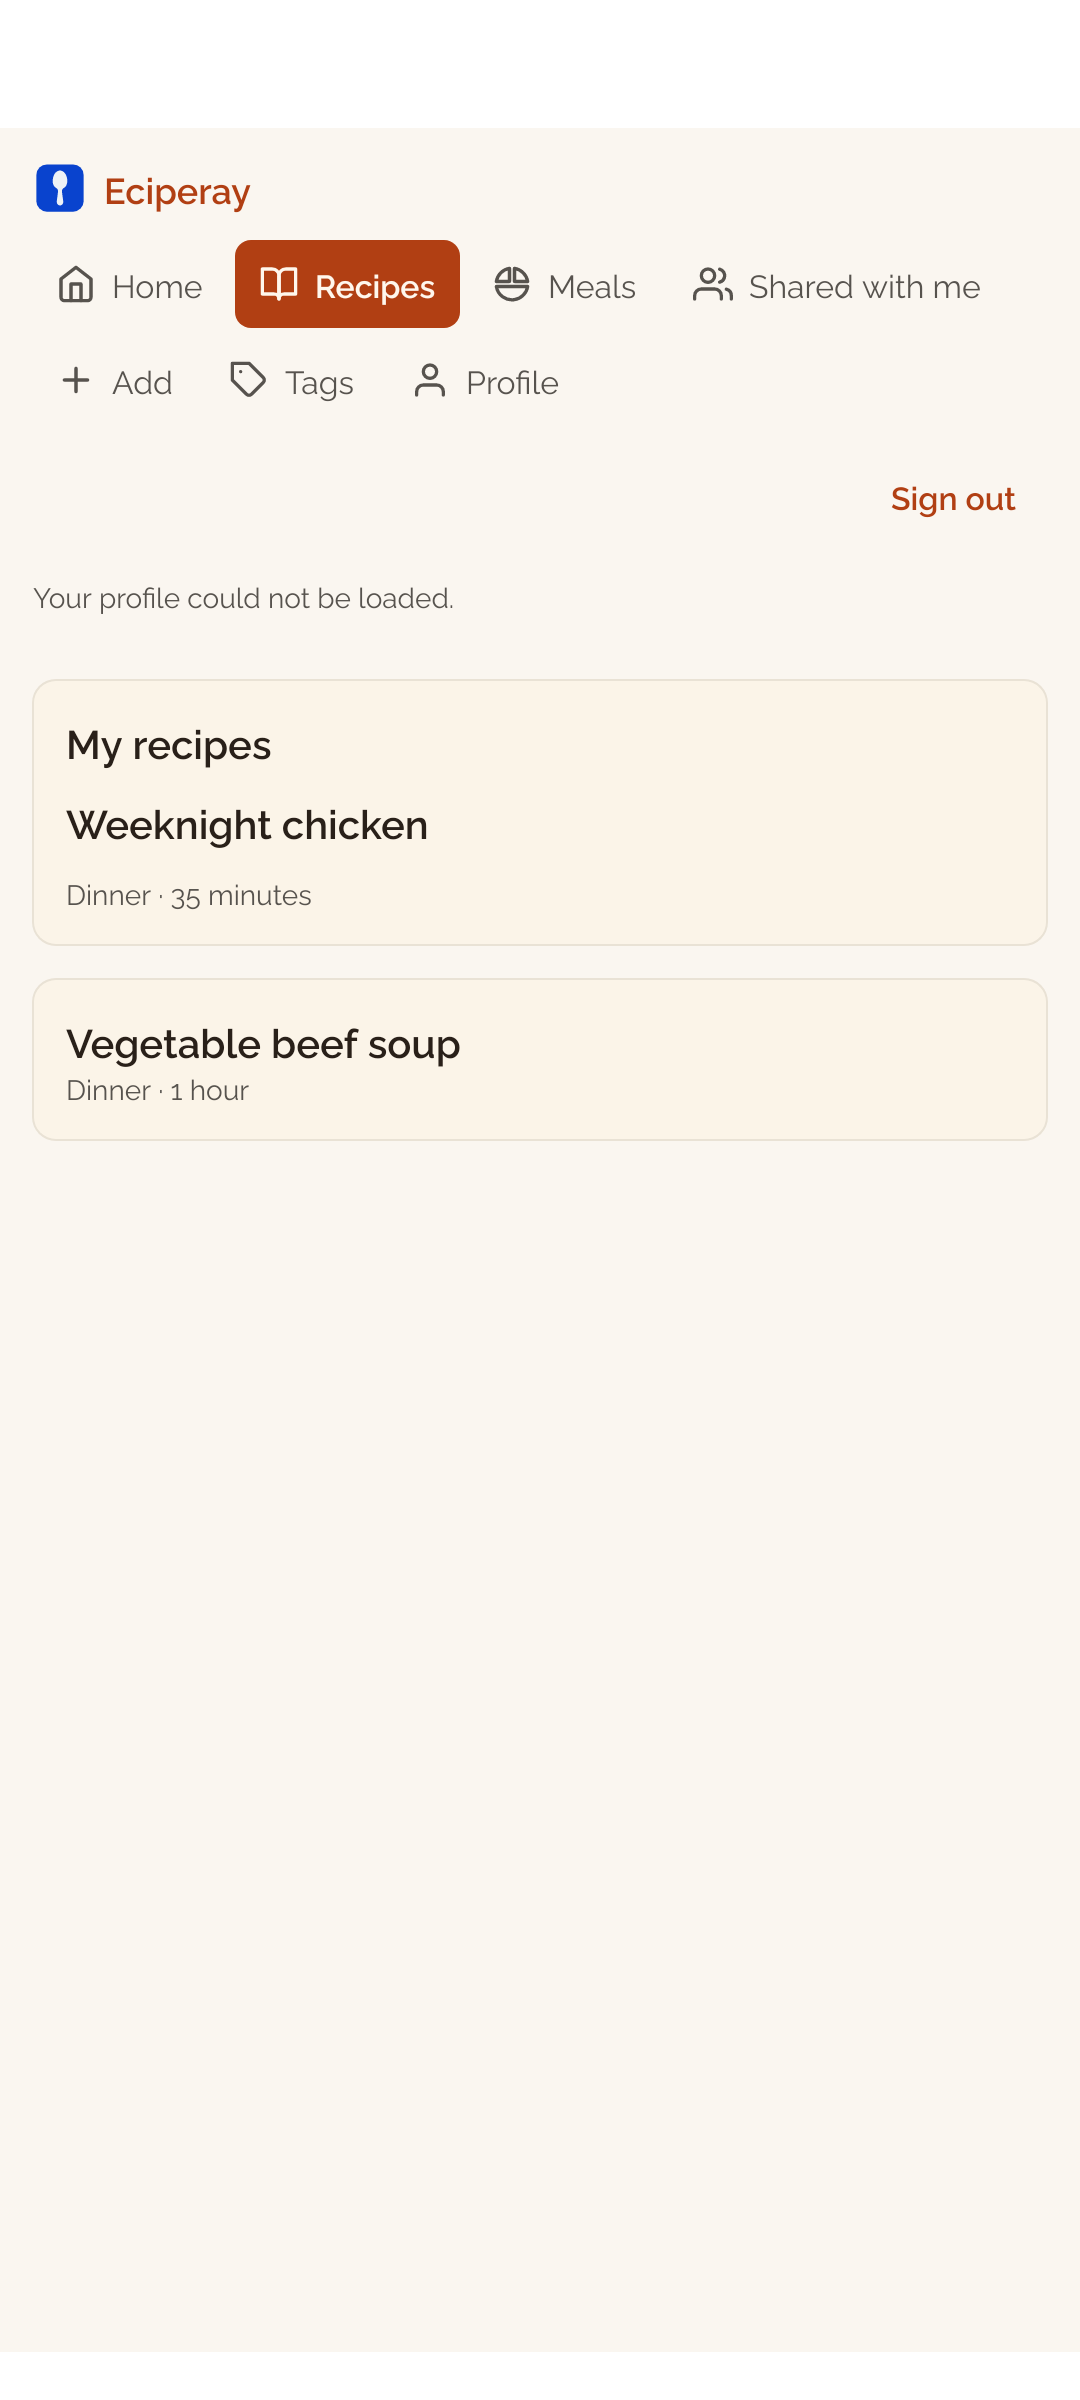 Eciperay
Home Recipes Meals Shared with me
Add Tags Profile
Sign out
Your profile could not be loaded.
My recipes
Weeknight chicken
Dinner · 35 minutes
Vegetable beef soup
Dinner · 1 hour